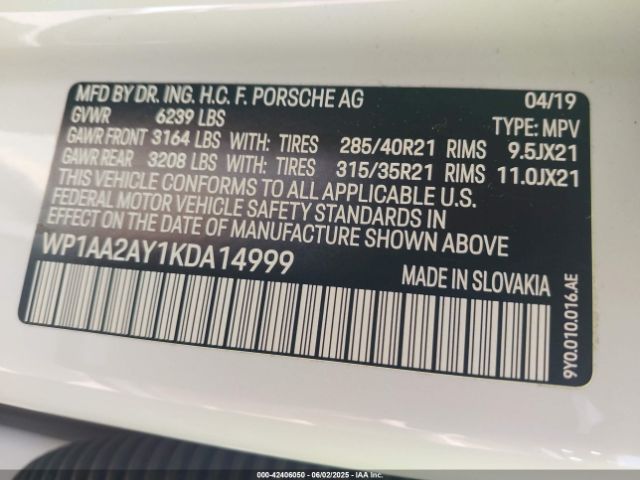 MFD BY DR. ING. H.C. F. PORSCHE AG 04/19
GVWR 6239 LBS TYPE: MPV
GAWR FRONT 3164 LBS WITH: TIRES 285/40R21 RIMS 9.5JX21
GAWR REAR 3208 LBS WITH: TIRES 315/35R21 RIMS 11.0JX21
THIS VEHICLE CONFORMS TO ALL APPLICABLE U.S.
FEDERAL MOTOR VEHICLE SAFETY STANDARDS IN
EFFECT ON THE DATE OF MANUFACTURE SHOWN ABOVE
WP1AA2AY1KDA14999
MADE IN SLOVAKIA
9Y0.010.016.AE
000-42406050 | 06/02/2025 | IAAI.COM